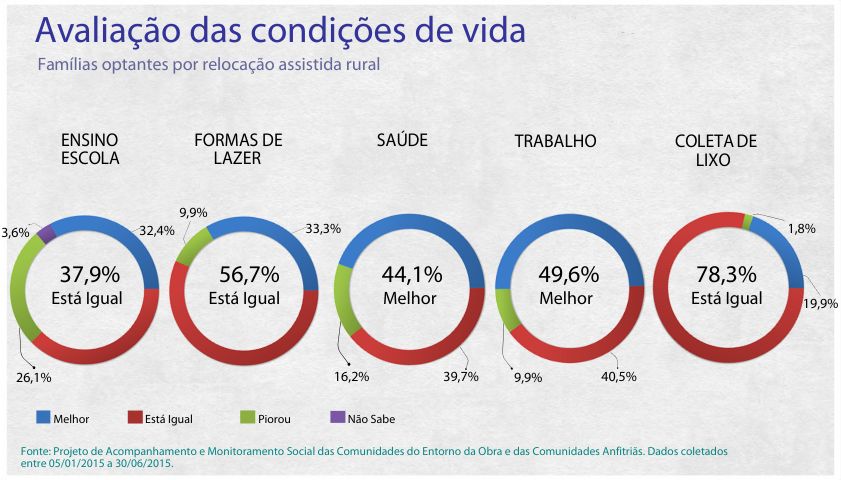 Avaliação das condições de vida
Famílias optantes por relocação assistida rural
ENSINO
ESCOLA
FORMAS DE
LAZER
SAÚDE
TRABALHO
COLETA DE
LIXO
3,6%
32,4%
37,9%
Está Igual
26,1%
9,9%
33,3%
56,7%
Está Igual
44,1%
Melhor
16,2%
39,7%
49,6%
Melhor
9,9%
40,5%
1,8%
78,3%
Está Igual
19,9%
Melhor
Está Igual
Piorou
Não Sabe
Fonte: Projeto de Acompanhamento e Monitoramento Social das Comunidades do Entorno da Obra e das Comunidades Anfitriãs. Dados coletados
entre 05/01/2015 a 30/06/2015.